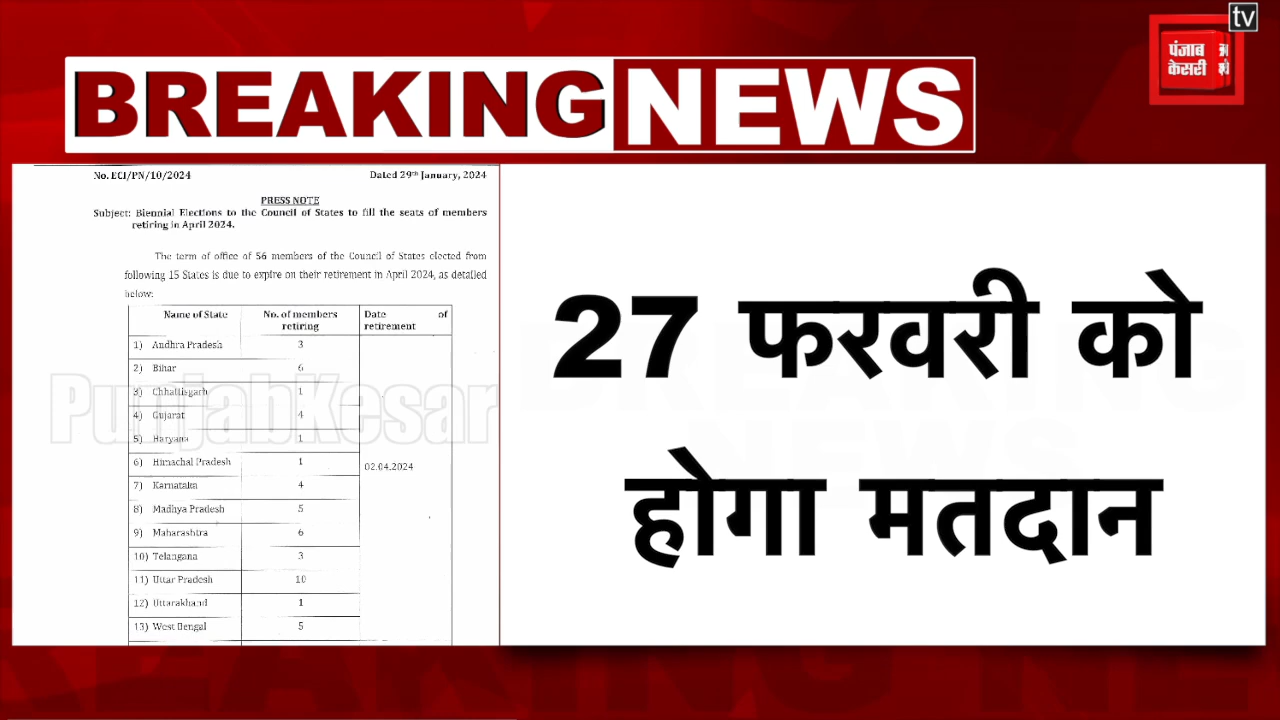 tv
पंजाब
केसरी
BREAKING NEWS
No. ECI/PN/10/2024 Dated 29th January, 2024
PRESS NOTE
Subject: Biennial Elections to the Council of States to fill the seats of members
retiring in April 2024.
The term of office of 56 members of the Council of States elected from
following 15 States is due to expire on their retirement in April 2024, as detailed
below:
Name of State No. of members retiring Date of retirement
1) Andhra Pradesh 3
2) Bihar 6
3) Chhattisgarh 1
4) Gujarat 4
5) Haryana 1
6) Himachal Pradesh 1 02.04.2024
7) Karnataka 4
8) Madhya Pradesh 5
9) Maharashtra 6
10) Telangana 3
11) Uttar Pradesh 10
12) Uttarakhand 1
13) West Bengal 5
PunjabKesar
27 फरवरी को
होगा मतदान
BREAKING NEWS
BREAKING NE